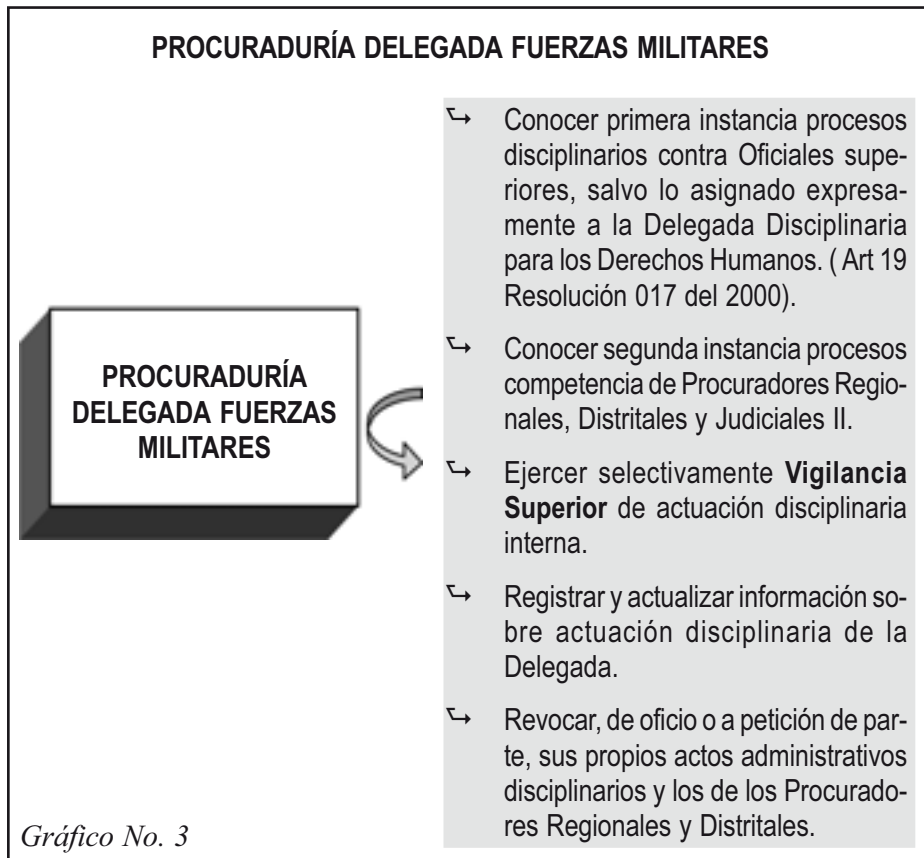 PROCURADURÍA DELEGADA FUERZAS MILITARES
PROCURADURÍA
DELEGADA FUERZAS
MILITARES
↪ Conocer primera instancia procesos
disciplinarios contra Oficiales supe-
riores, salvo lo asignado expresa-
mente a la Delegada Disciplinaria
para los Derechos Humanos. ( Art 19
Resolución 017 del 2000).
↪ Conocer segunda instancia procesos
competencia de Procuradores Regio-
nales, Distritales y Judiciales II.
↪ Ejercer selectivamente Vigilancia
Superior de actuación disciplinaria
interna.
↪ Registrar y actualizar información so-
bre actuación disciplinaria de la
Delegada.
↪ Revocar, de oficio o a petición de par-
te, sus propios actos administrativos
disciplinarios y los de los Procurado-
res Regionales y Distritales.
Gráfico No. 3